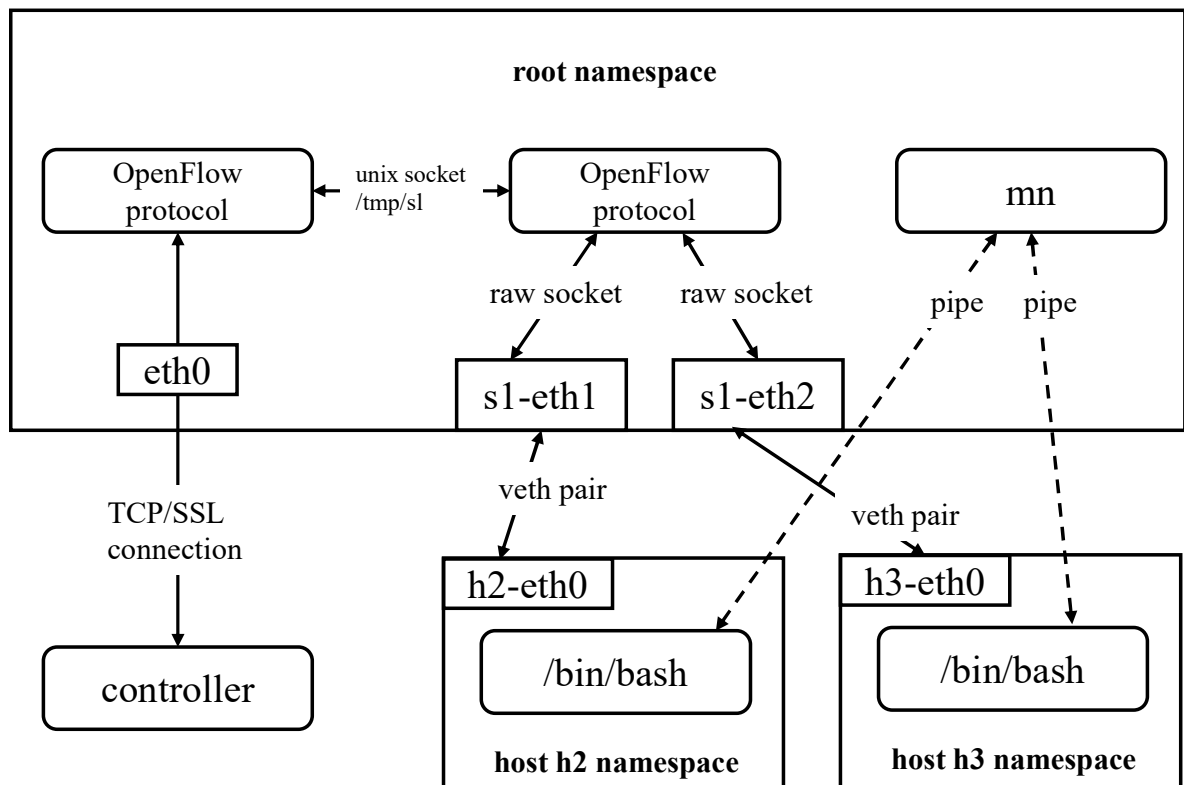 root namespace
OpenFlow
protocol
unix socket
/tmp/sl
OpenFlow
protocol
mn
raw socket
raw socket
pipe
pipe
eth0
s1-eth1
s1-eth2
veth pair
TCP/SSL
connection
veth pair
h2-eth0
h3-eth0
/bin/bash
/bin/bash
controller
host h2 namespace
host h3 namespace